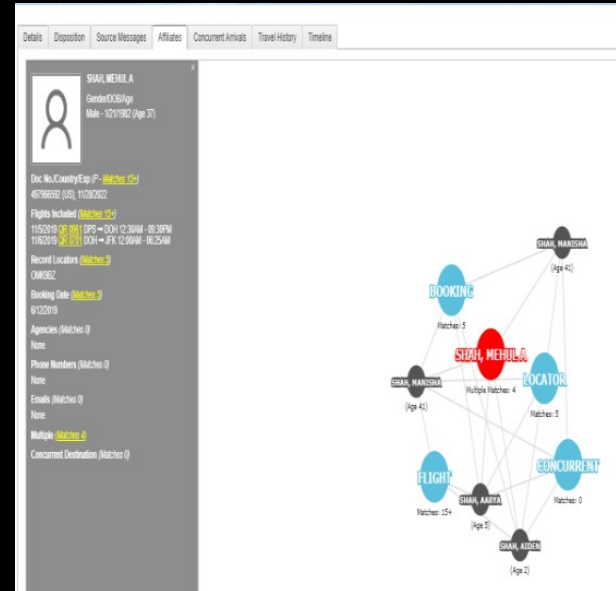 Details Disposition Source Messages Affiliates Concurrent Arrivals Travel History Timeline
x
SHAH, MEHUL A
Gender/DOB/Age
Male - 1/21/1982 (Age 37)
Doc No./Country/Exp (P - Matches 15+)
497966592 (US), 11/28/2022
Flights Included (Matches 15+)
11/5/2019 QR 0961 DPS → DOH 12:30AM - 09:30PM
11/6/2019 QR 0701 DOH → JFK 12:00AM - 08:25AM
Record Locators (Matches 5)
Booking Date (Matches 5)
6/12/2019
Agencies (Matches 0)
None
Phone Numbers (Matches 0)
None
Emails (Matches 0)
None
Multiple (Matches 4)
Concurrent Destination (Matches 0)
SHAH, MANISHA
(Age 41)
BOOKING
Matches: 5
SHAH, MEHUL A
Multiple Matches: 4
SHAH, MANISHA
(Age 41)
LOCATOR
Matches: 5
CONCURRENT
Matches: 0
FLIGHT
Matches: 15+
SHAH, AARYA
(Age 5)
SHAH, AIDEN
(Age 2)